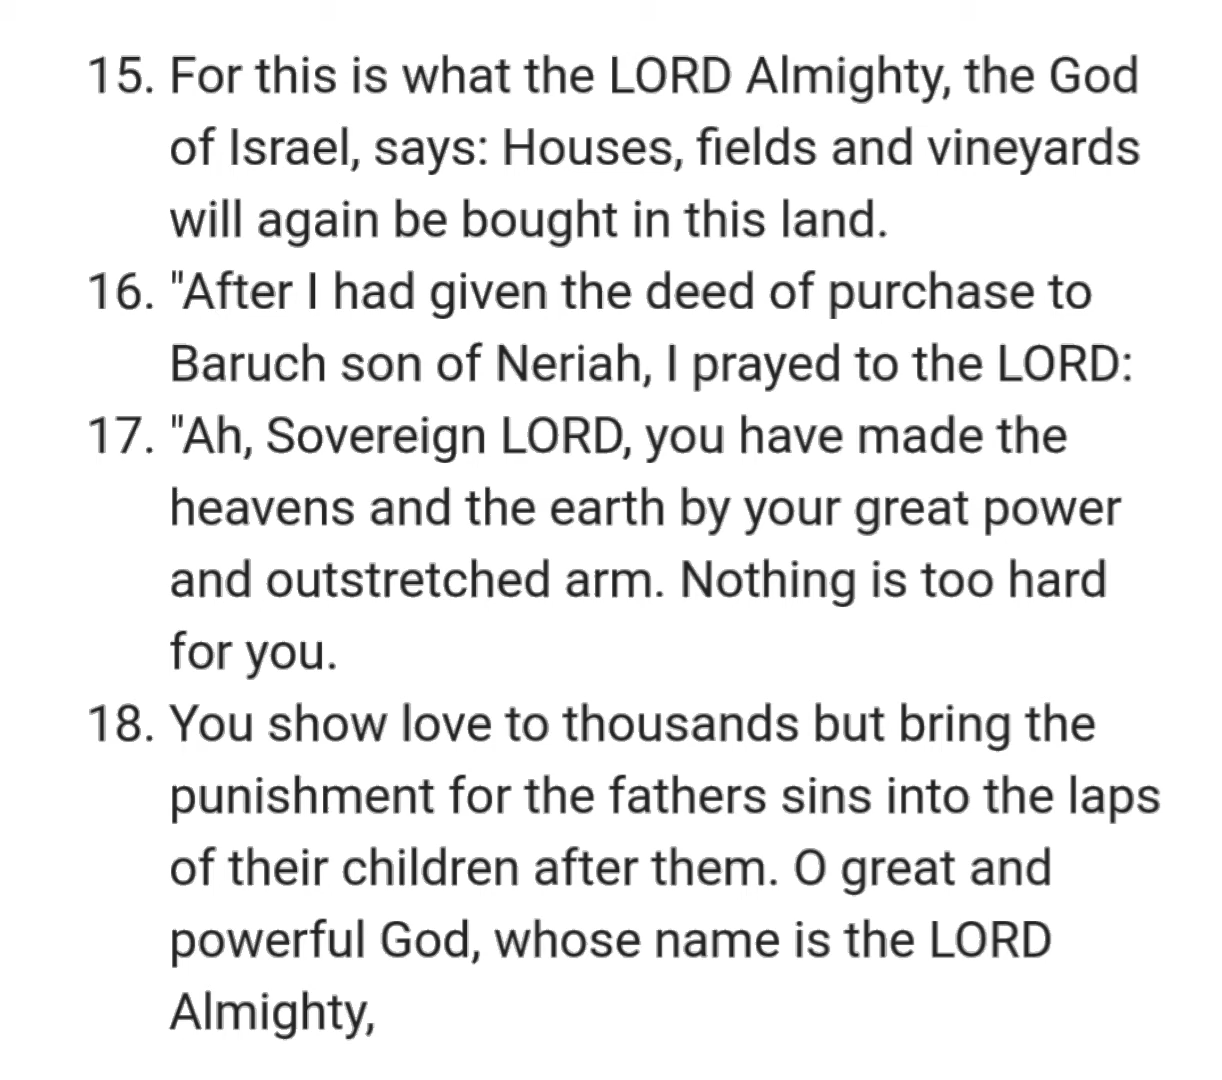 15. For this is what the LORD Almighty, the God
of Israel, says: Houses, fields and vineyards
will again be bought in this land.
16. "After I had given the deed of purchase to
Baruch son of Neriah, I prayed to the LORD:
17. "Ah, Sovereign LORD, you have made the
heavens and the earth by your great power
and outstretched arm. Nothing is too hard
for you.
18. You show love to thousands but bring the
punishment for the fathers sins into the laps
of their children after them. O great and
powerful God, whose name is the LORD
Almighty,